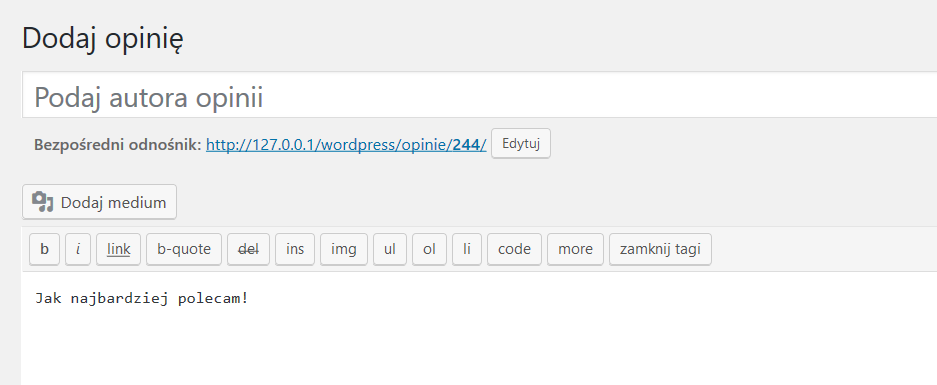 Dodaj opinię
Podaj autora opinii
Bezpośredni odnośnik: http://127.0.0.1/wordpress/opinie/244/ Edytuj
Dodaj medium
b i link b-quote del ins img ul ol li code more zamknij tagi
Jak najbardziej polecam!